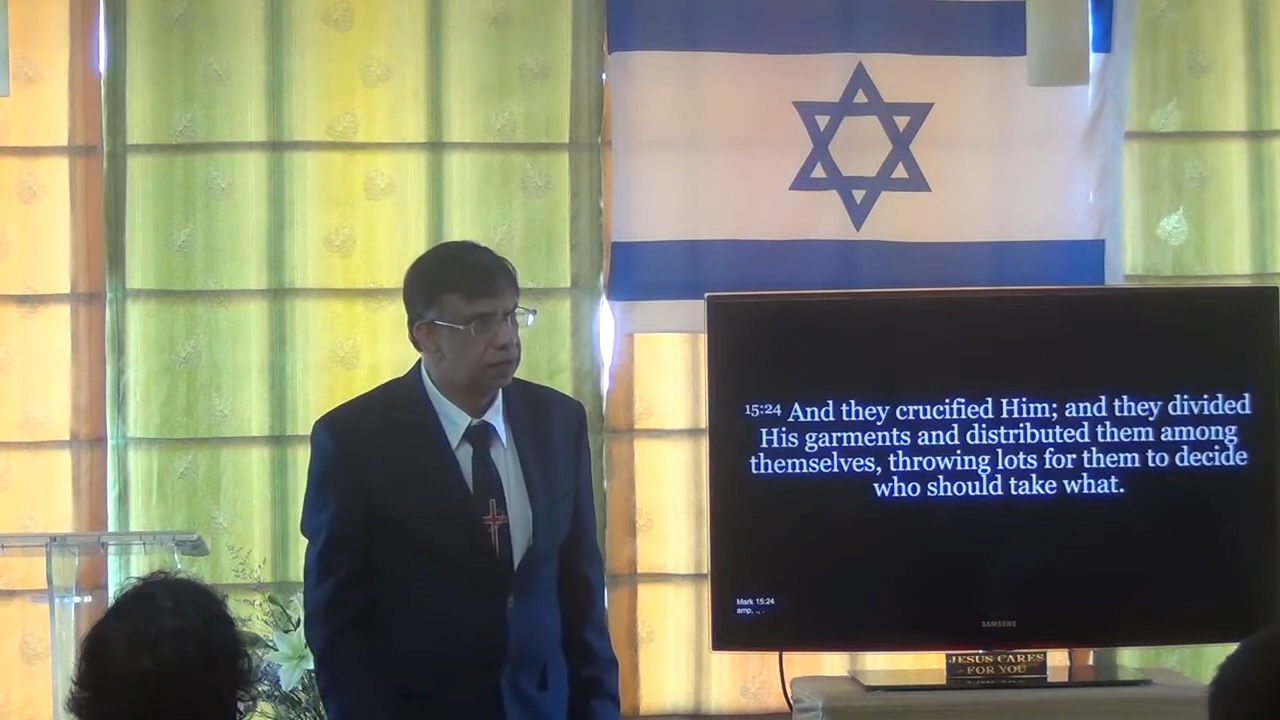 15:24 And they crucified Him; and they divided
His garments and distributed them among
themselves, throwing lots for them to decide
who should take what.
Mark 15:24
amp,
SAMSUNG
JESUS CARES
FOR YOU